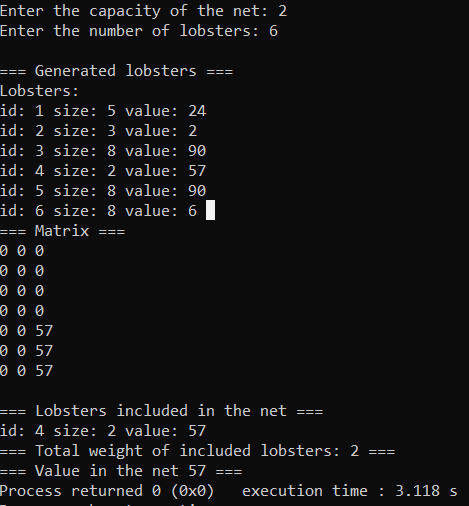 Enter the capacity of the net: 2
Enter the number of lobsters: 6
=== Generated lobsters ===
Lobsters:
id: 1 size: 5 value: 24
id: 2 size: 3 value: 2
id: 3 size: 8 value: 90
id: 4 size: 2 value: 57
id: 5 size: 8 value: 90
id: 6 size: 8 value: 6
=== Matrix ===
0 0 0
0 0 0
0 0 0
0 0 0
0 0 57
0 0 57
0 0 57
=== Lobsters included in the net ===
id: 4 size: 2 value: 57
=== Total weight of included lobsters: 2 ===
=== Value in the net 57 ===
Process returned 0 (0x0)   execution time : 3.118 s